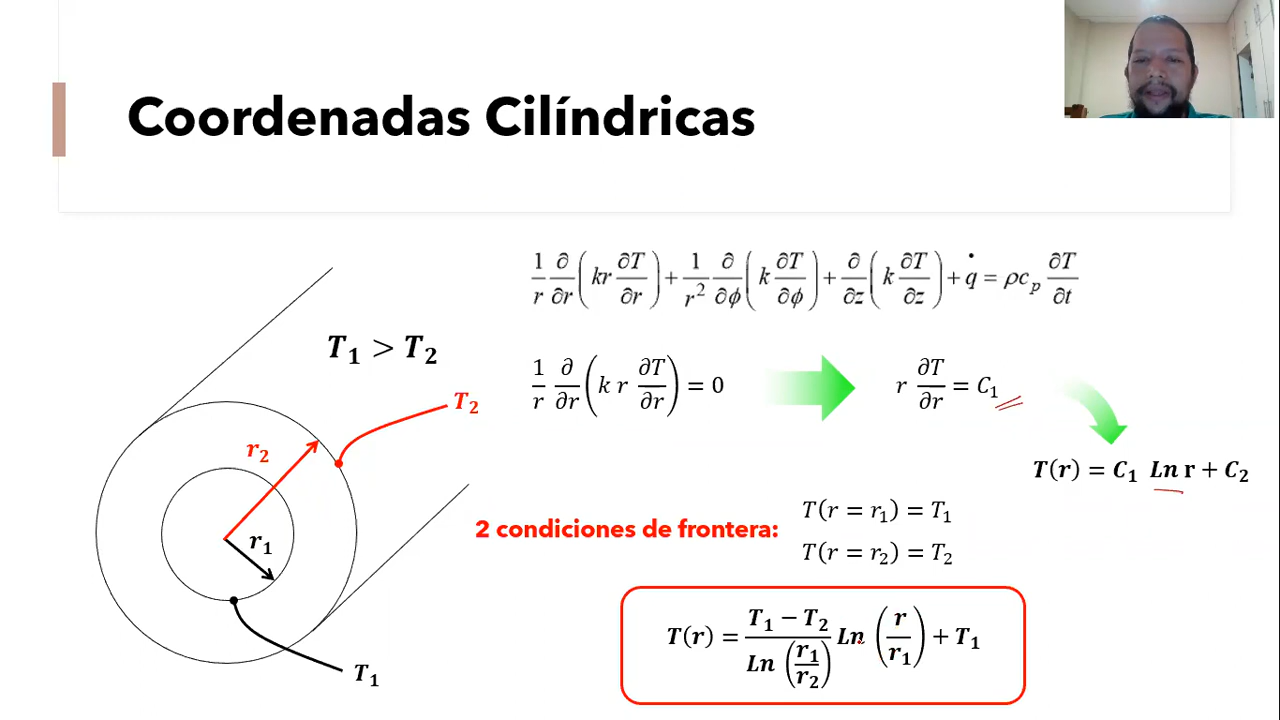 Coordenadas Cilíndricas
1/r ∂/∂r (kr ∂T/∂r) + 1/r² ∂/∂ϕ (k ∂T/∂ϕ) + ∂/∂z (k ∂T/∂z) + q̇ = ρc_p ∂T/∂t
T₁ > T₂
1/r ∂/∂r (k r ∂T/∂r) = 0
r ∂T/∂r = C₁
T₂
r₂
T(r) = C₁ Ln r + C₂
2 condiciones de frontera:
T(r = r₁) = T₁
T(r = r₂) = T₂
r₁
T(r) = (T₁ − T₂)/(Ln (r₁/r₂)) Ln (r/r₁) + T₁
T₁